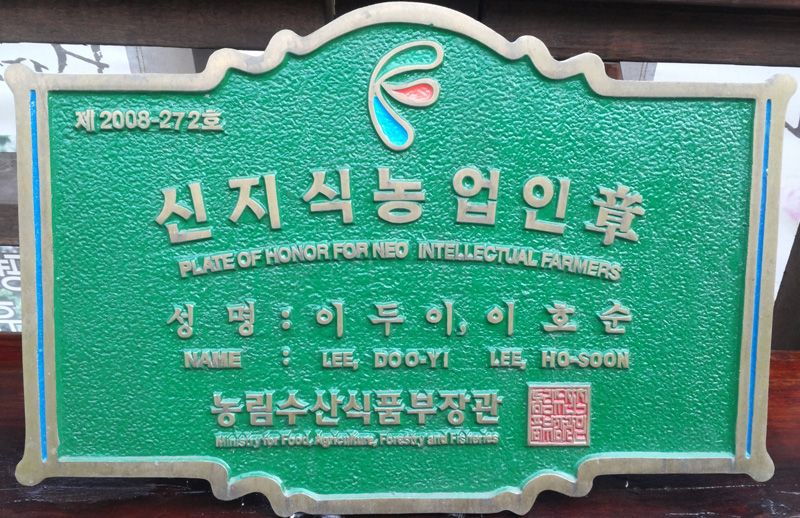 제 2008-272호
신지식농업인章
PLATE OF HONOR FOR NEO INTELLECTUAL FARMERS
성 명 : 이 두 이, 이 호 순
NAME : LEE, DOO-YI LEE, HO-SOON
농림수산식품부장관
Ministry for Food, Agriculture, Forestry and Fisheries